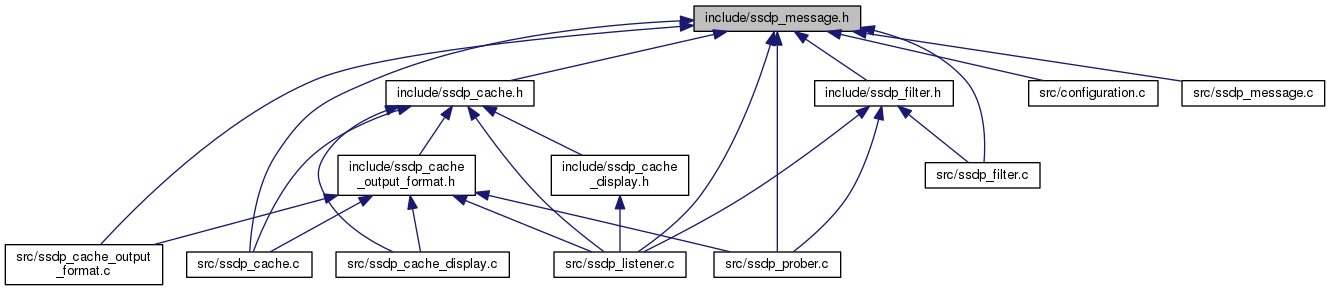 include/ssdp_message.h
include/ssdp_cache.h
include/ssdp_filter.h
src/configuration.c
src/ssdp_message.c
include/ssdp_cache
_output_format.h
include/ssdp_cache
_display.h
src/ssdp_filter.c
src/ssdp_cache_output
_format.c
src/ssdp_cache.c
src/ssdp_cache_display.c
src/ssdp_listener.c
src/ssdp_prober.c